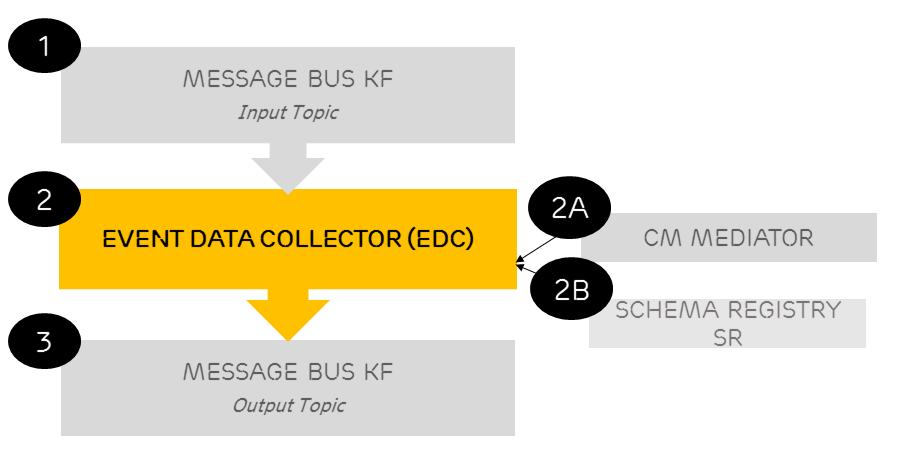 1
MESSAGE BUS KF
Input Topic
2
EVENT DATA COLLECTOR (EDC)
2A
CM MEDIATOR
2B
SCHEMA REGISTRY
SR
3
MESSAGE BUS KF
Output Topic